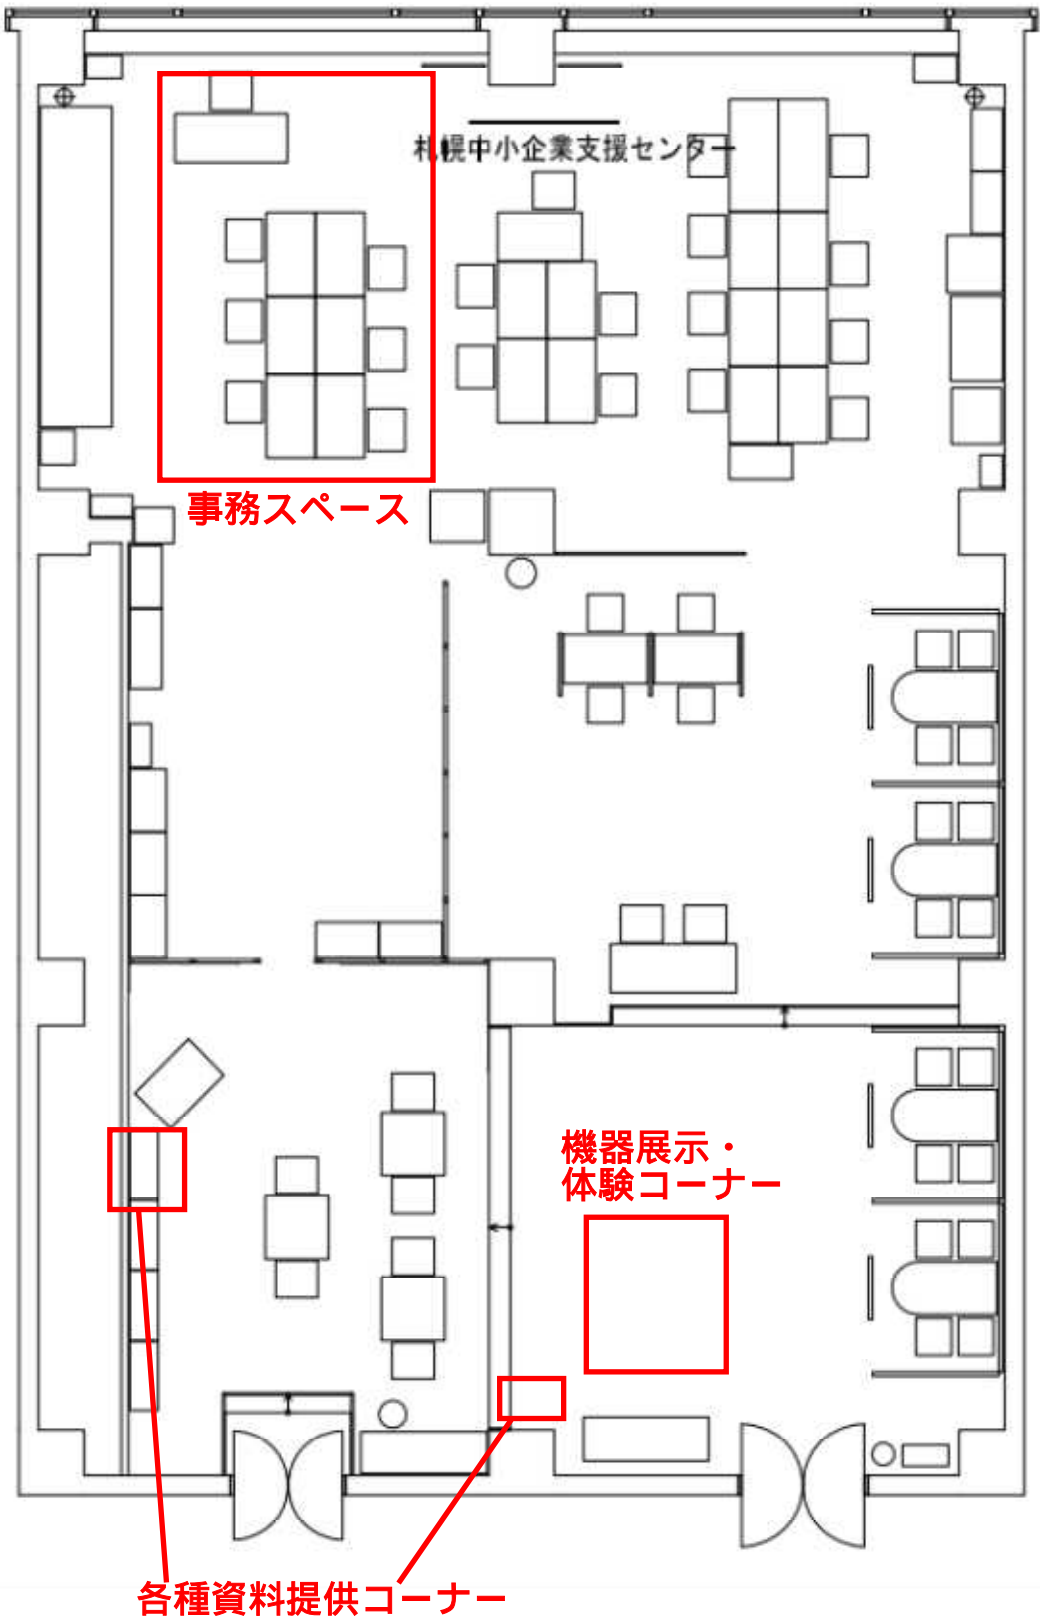 札幌中小企業支援センター
事務スペース
機器展示・
体験コーナー
各種資料提供コーナー